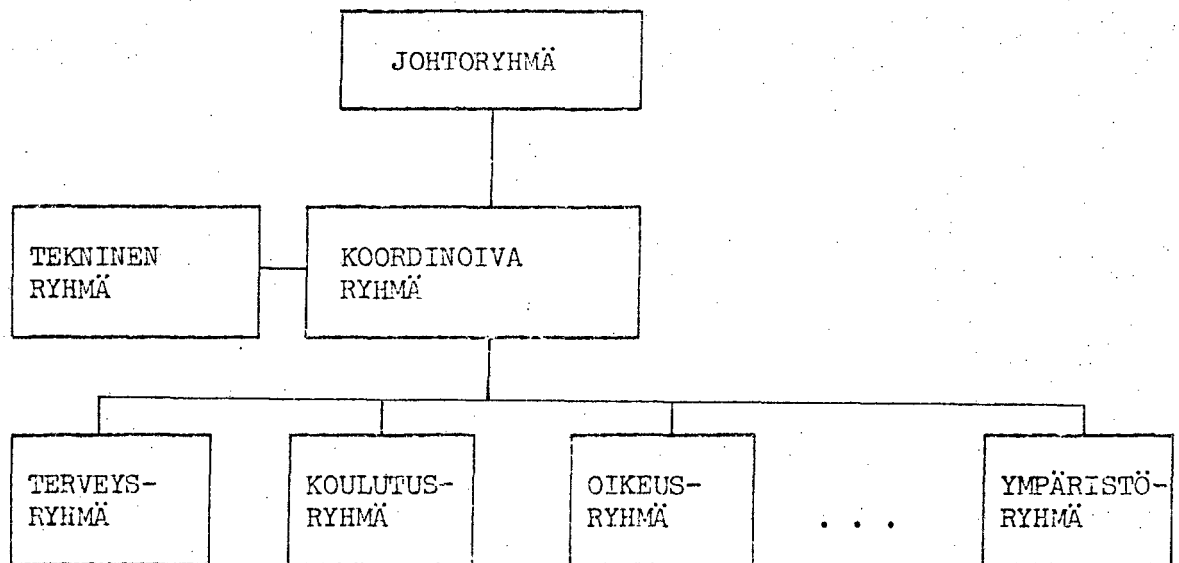 JOHTORYHMÄ
TEKNINEN
RYHMÄ
KOORDINOIVA
RYHMÄ
TERVEYS-
RYHMÄ
KOULUTUS-
RYHMÄ
OIKEUS-
RYHMÄ
. . .
YMPÄRISTÖ-
RYHMÄ